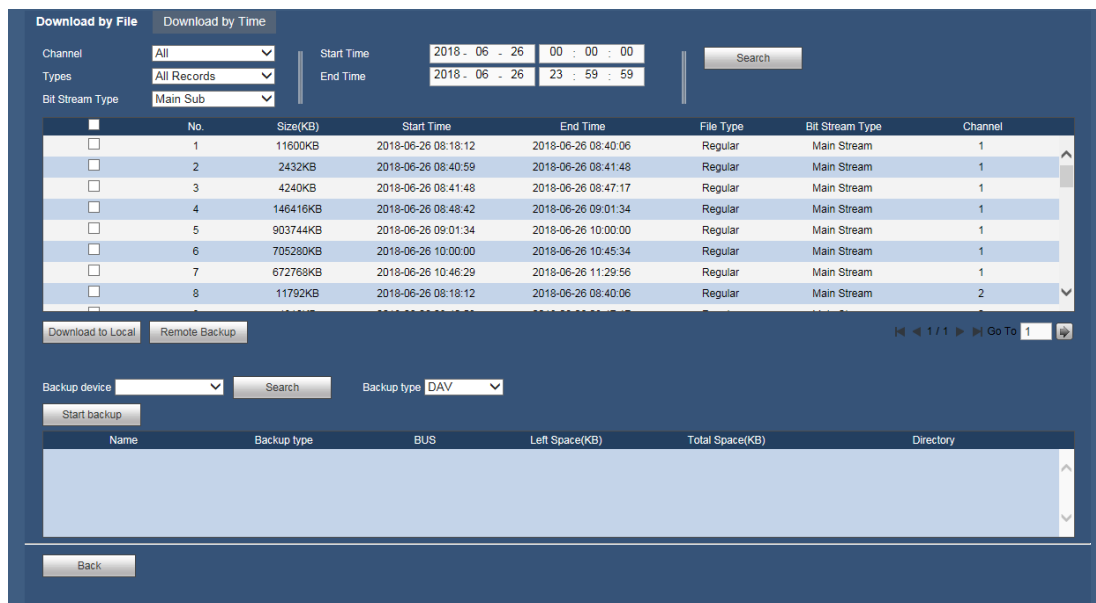 Download by File Download by Time
Channel All Start Time 2018 - 06 - 26 00 : 00 : 00 Search
Types All Records End Time 2018 - 06 - 26 23 : 59 : 59
Bit Stream Type Main Sub
No. Size(KB) Start Time End Time File Type Bit Stream Type Channel
1 11600KB 2018-06-26 08:18:12 2018-06-26 08:40:06 Regular Main Stream 1
2 2432KB 2018-06-26 08:40:59 2018-06-26 08:41:48 Regular Main Stream 1
3 4240KB 2018-06-26 08:41:48 2018-06-26 08:47:17 Regular Main Stream 1
4 146416KB 2018-06-26 08:48:42 2018-06-26 09:01:34 Regular Main Stream 1
5 903744KB 2018-06-26 09:01:34 2018-06-26 10:00:00 Regular Main Stream 1
6 705280KB 2018-06-26 10:00:00 2018-06-26 10:45:34 Regular Main Stream 1
7 672768KB 2018-06-26 10:46:29 2018-06-26 11:29:56 Regular Main Stream 1
8 11792KB 2018-06-26 08:18:12 2018-06-26 08:40:06 Regular Main Stream 2
Download to Local Remote Backup 1 / 1 Go To 1
Backup device Search Backup type DAV
Start backup
Name Backup type BUS Left Space(KB) Total Space(KB) Directory
Back